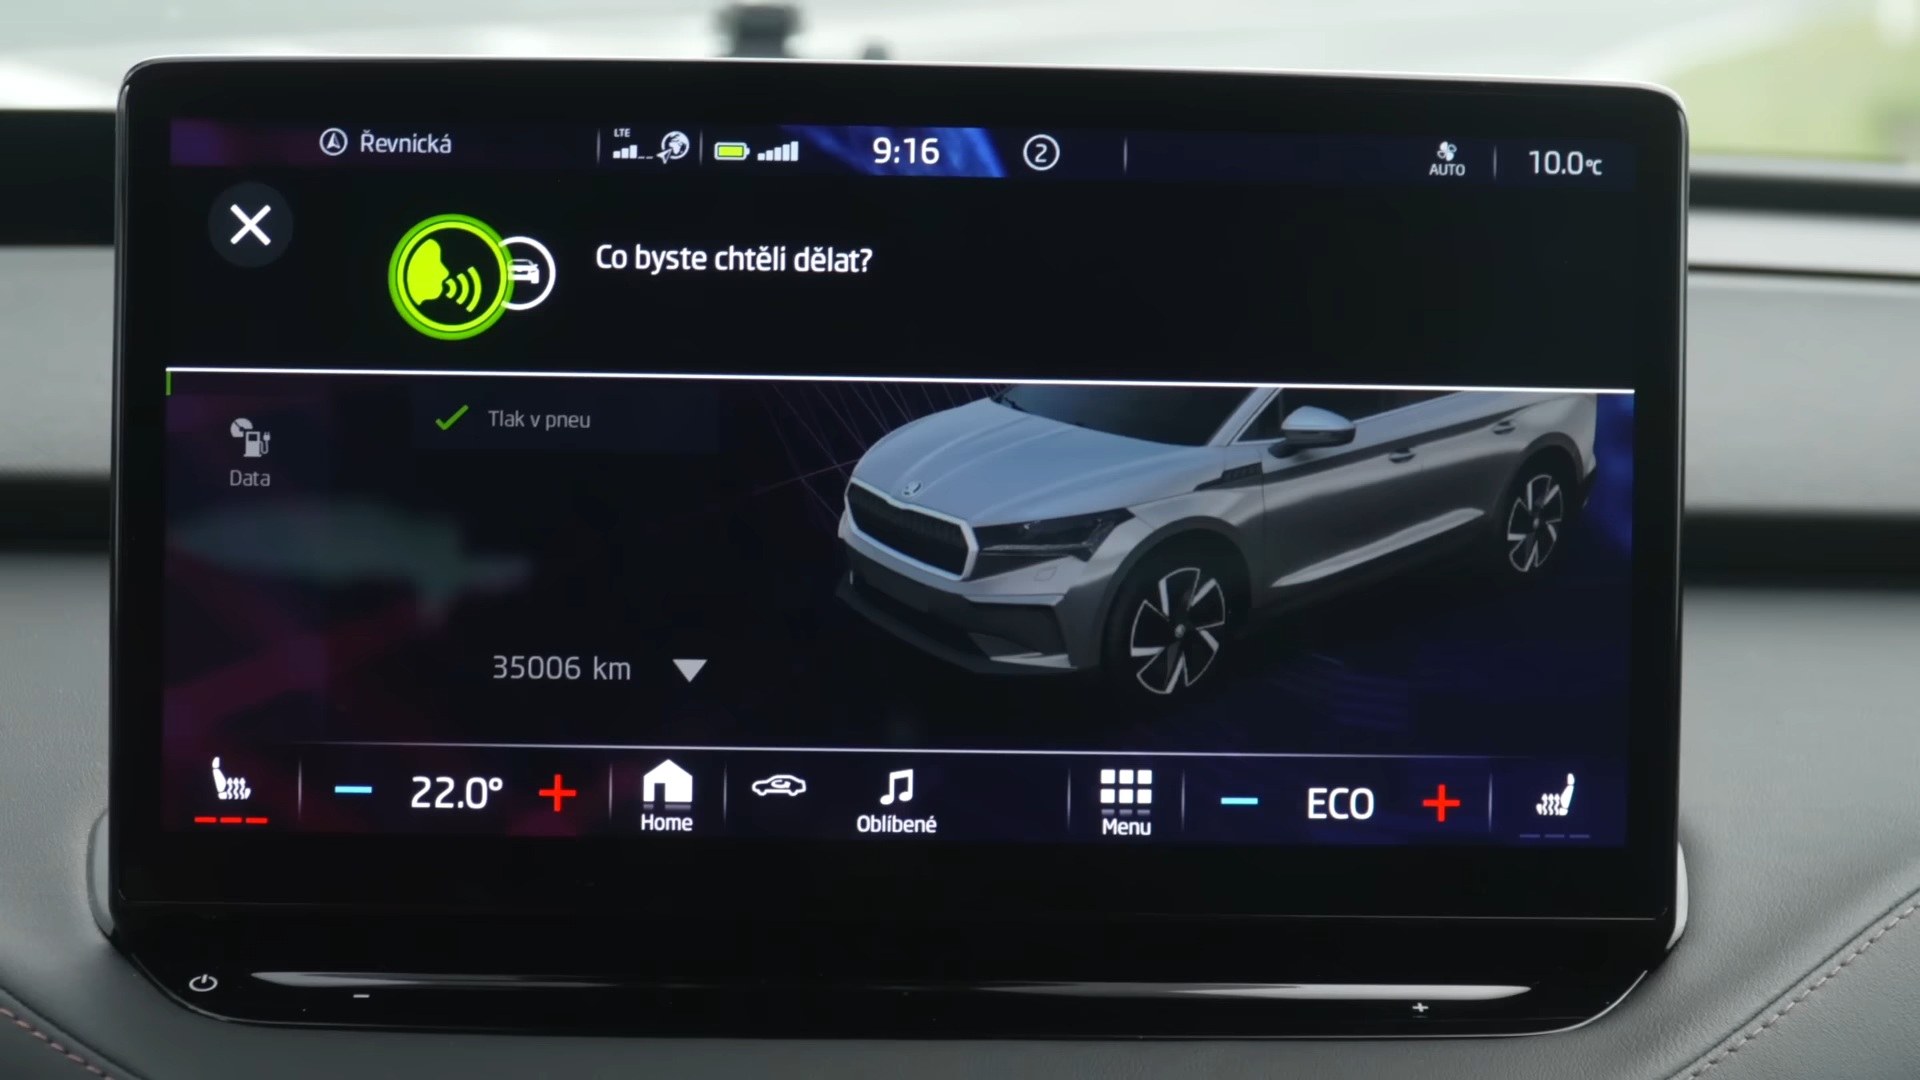 Řevnická
LTE
9:16
2
AUTO
10.0°C
Co byste chtěli dělat?
Tlak v pneu
Data
35006 km
22.0°
Home
Oblíbené
Menu
ECO